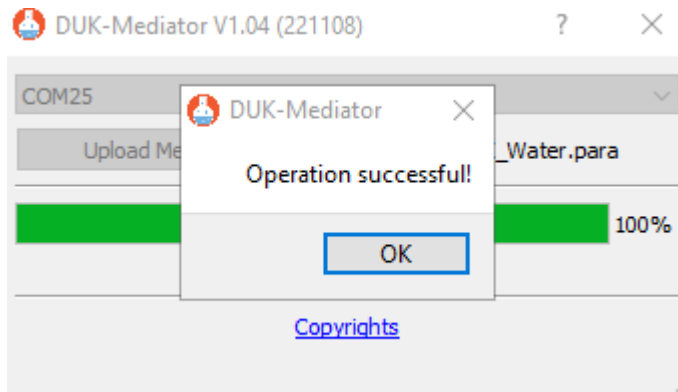 DUK-Mediator V1.04 (221108)
?
COM25
DUK-Mediator
Upload Me
_Water.para
Operation successful!
100%
OK
Copyrights